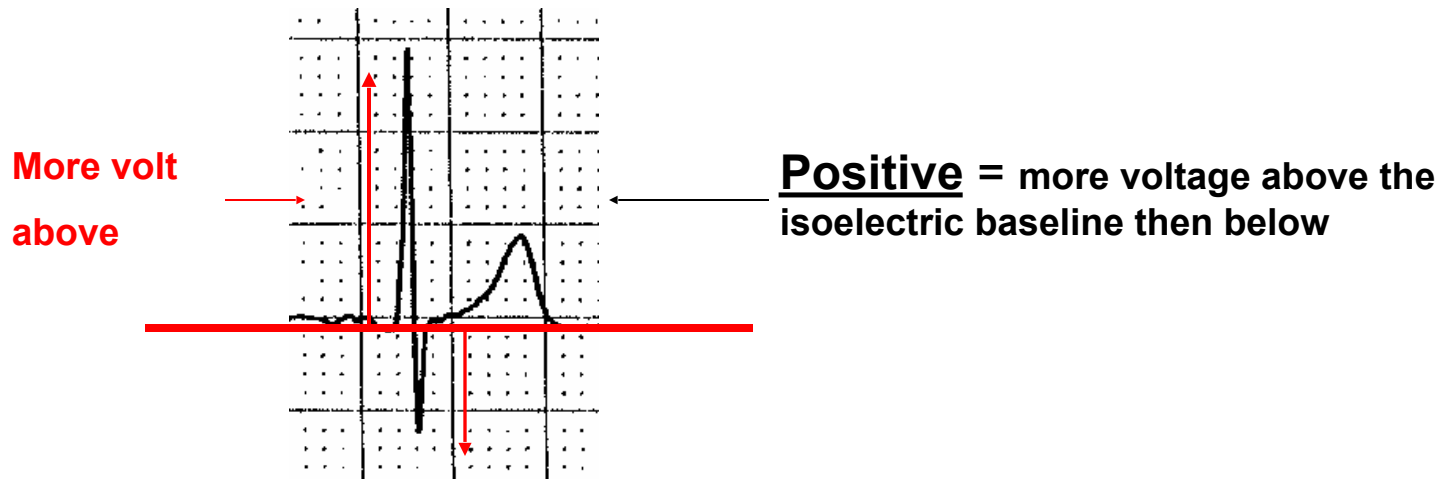 More volt
above
Positive = more voltage above the
isoelectric baseline then below